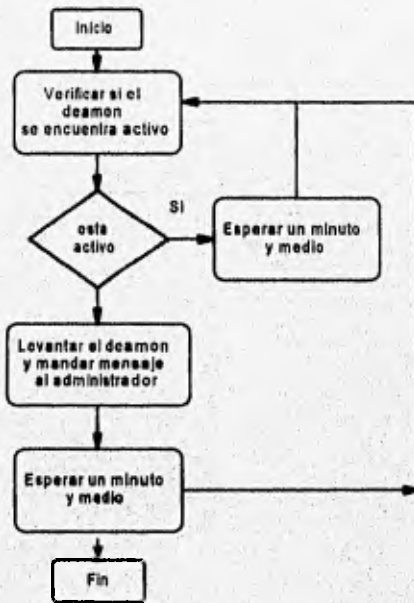 Inicio
Verificar si el
deamon
se encuentra activo
esta
activo
SI
Esperar un minuto
y medio
Levantar el deamon
y mandar mensaje
al administrador
Esperar un minuto
y medio
Fin